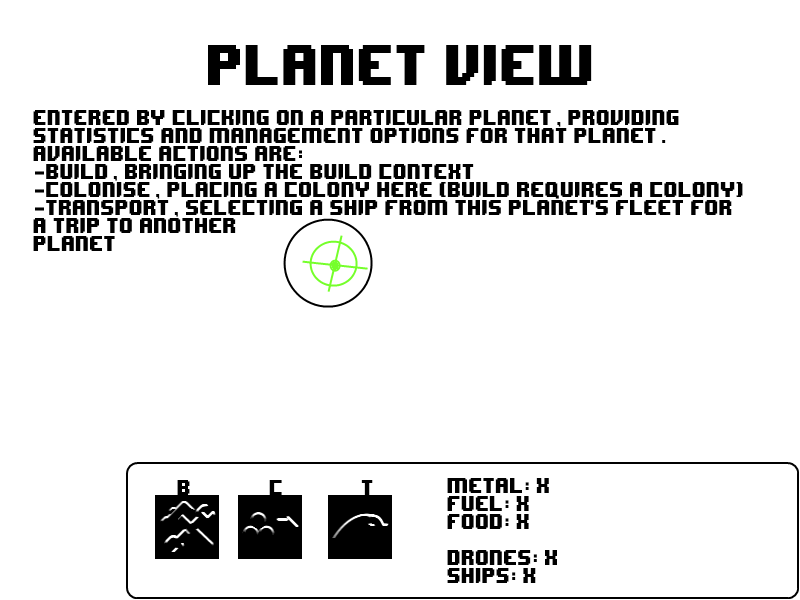 PLANET VIEW
ENTERED BY CLICKING ON A PARTICULAR PLANET, PROVIDING
STATISTICS AND MANAGEMENT OPTIONS FOR THAT PLANET.
AVAILABLE ACTIONS ARE:
-BUILD, BRINGING UP THE BUILD CONTEXT
-COLONISE, PLACING A COLONY HERE (BUILD REQUIRES A COLONY)
-TRANSPORT, SELECTING A SHIP FROM THIS PLANET'S FLEET FOR
A TRIP TO ANOTHER
PLANET
B C T
METAL: X
FUEL: X
FOOD: X
DRONES: X
SHIPS: X